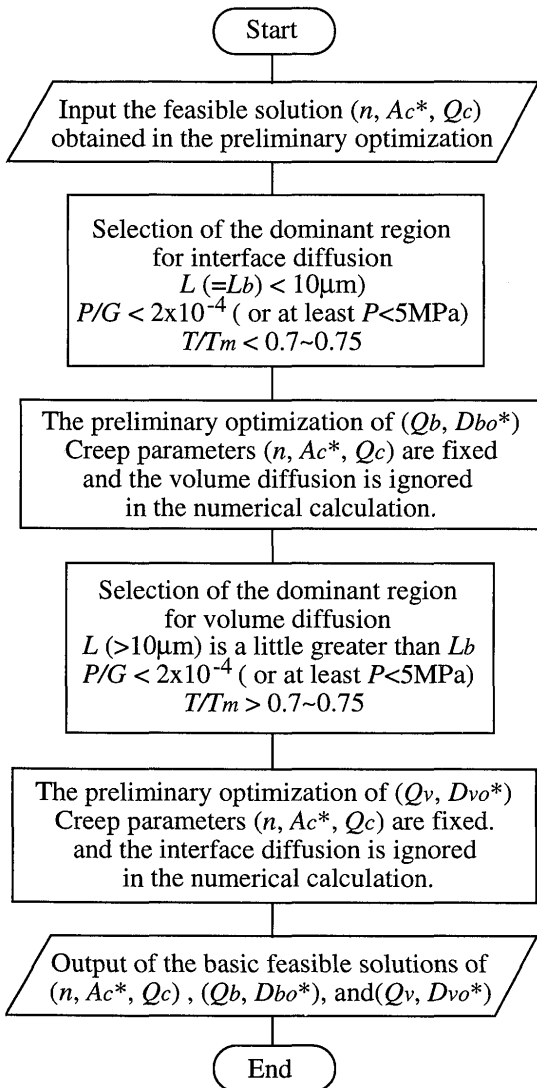 Start
Input the feasible solution (n, Ac*, Qc)
obtained in the preliminary optimization
Selection of the dominant region
for interface diffusion
L (=Lb) < 10μm)
P/G < 2x10⁻⁴ ( or at least P<5MPa)
T/Tm < 0.7~0.75
The preliminary optimization of (Qb, Dbo*)
Creep parameters (n, Ac*, Qc) are fixed
and the volume diffusion is ignored
in the numerical calculation.
Selection of the dominant region
for volume diffusion
L (>10μm) is a little greater than Lb
P/G < 2x10⁻⁴ ( or at least P<5MPa)
T/Tm > 0.7~0.75
The preliminary optimization of (Qv, Dvo*)
Creep parameters (n, Ac*, Qc) are fixed.
and the interface diffusion is ignored
in the numerical calculation.
Output of the basic feasible solutions of
(n, Ac*, Qc) , (Qb, Dbo*), and(Qv, Dvo*)
End